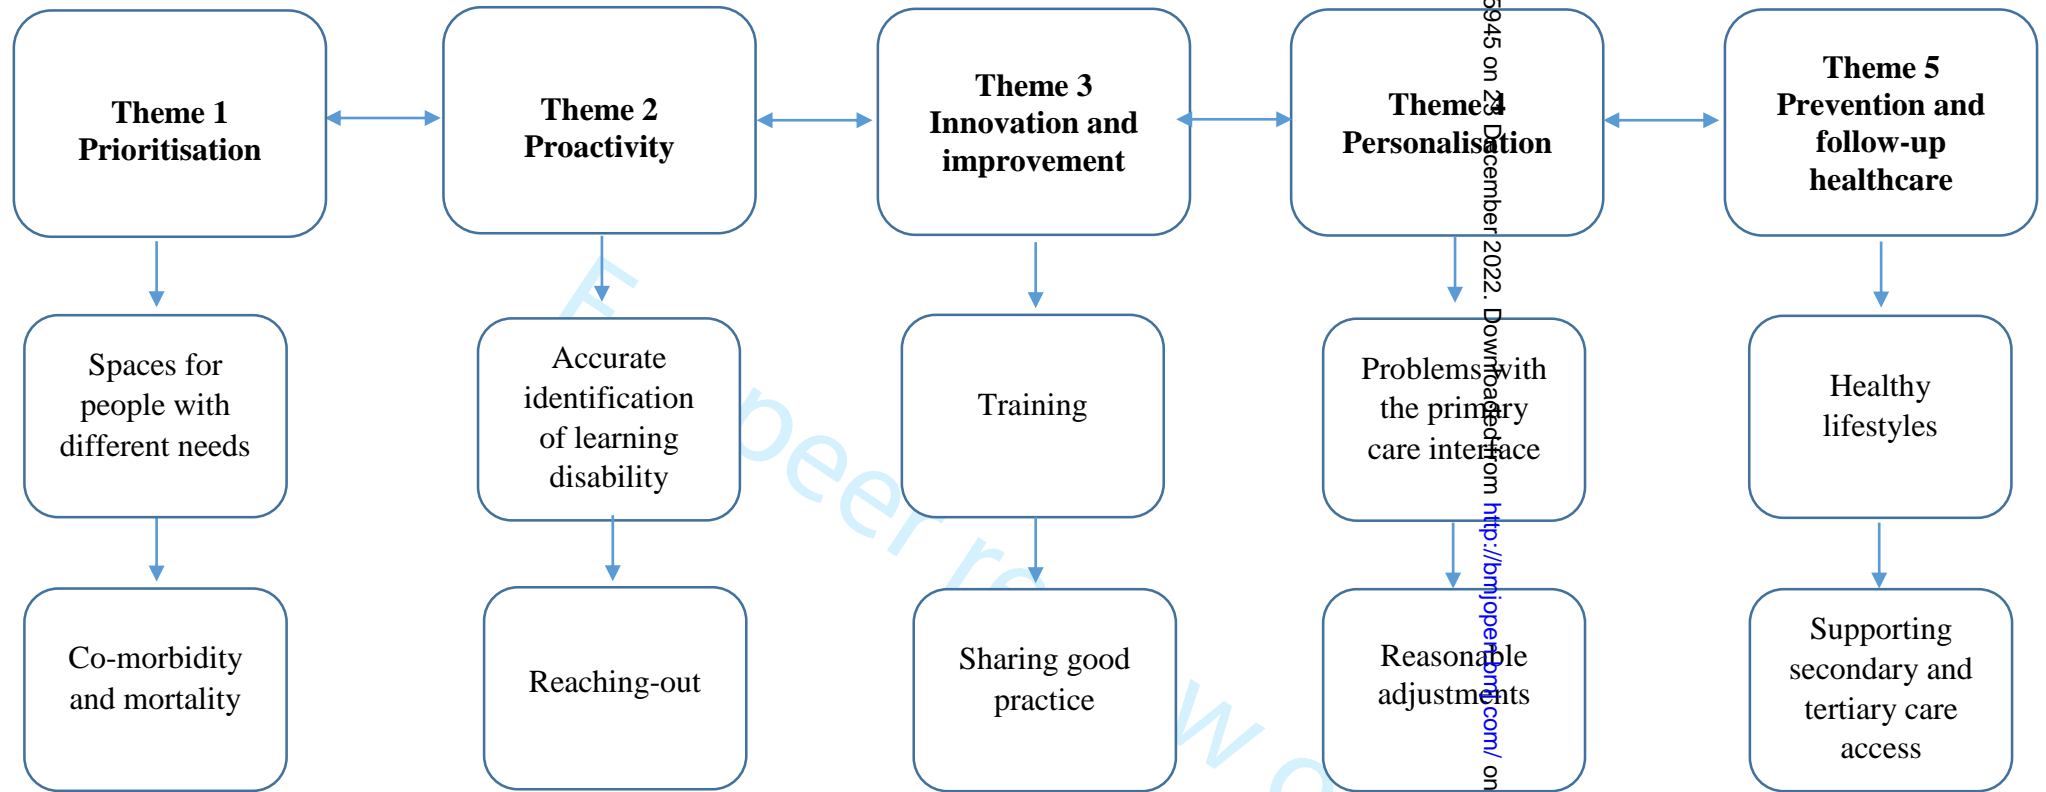 Theme 1
Prioritisation
Theme 2
Proactivity
Theme 3
Innovation and
improvement
Theme 4
Personalisation
Theme 5
Prevention and
follow-up
healthcare
Spaces for
people with
different needs
Accurate
identification
of learning
disability
Training
Problems with
the primary
care interface
Healthy
lifestyles
Co-morbidity
and mortality
Reaching-out
Sharing good
practice
Reasonable
adjustments
Supporting
secondary and
tertiary care
access
5945 on 23 December 2022. Downloaded from http://bmjopen.bmj.com/ on
peer